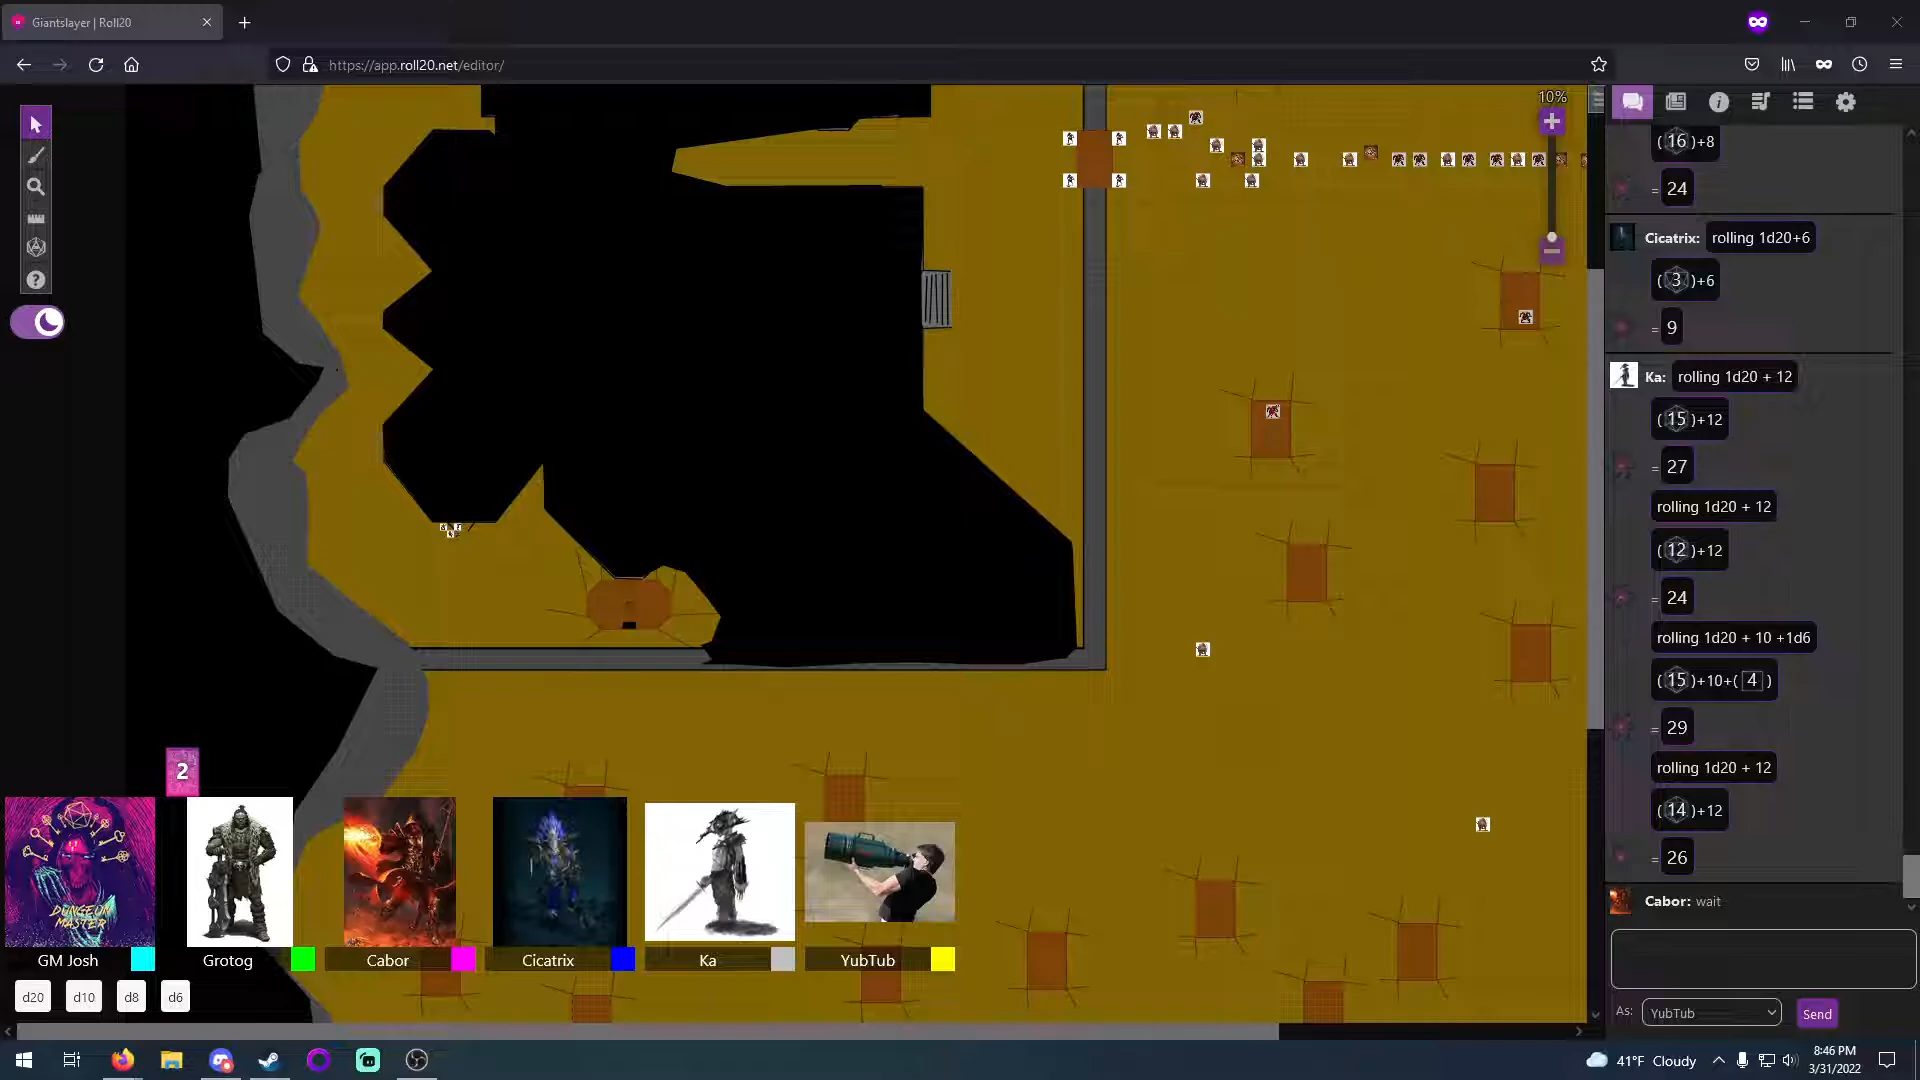 Giantslayer | Roll20
https://app.roll20.net/editor/
10%
(16)+8
= 24
Cicatrix: rolling 1d20+6
(3)+6
= 9
Ka: rolling 1d20 + 12
(15)+12
= 27
rolling 1d20 + 12
(12)+12
= 24
rolling 1d20 + 10 +1d6
(15)+10+(4)
= 29
rolling 1d20 + 12
(14)+12
= 26
Cabor: wait
2
DUNGEON
MASTER
GM Josh
Grotog
Cabor
Cicatrix
Ka
YubTub
d20
d10
d8
d6
As:
YubTub
Send
41°F Cloudy
8:46 PM
3/31/2022